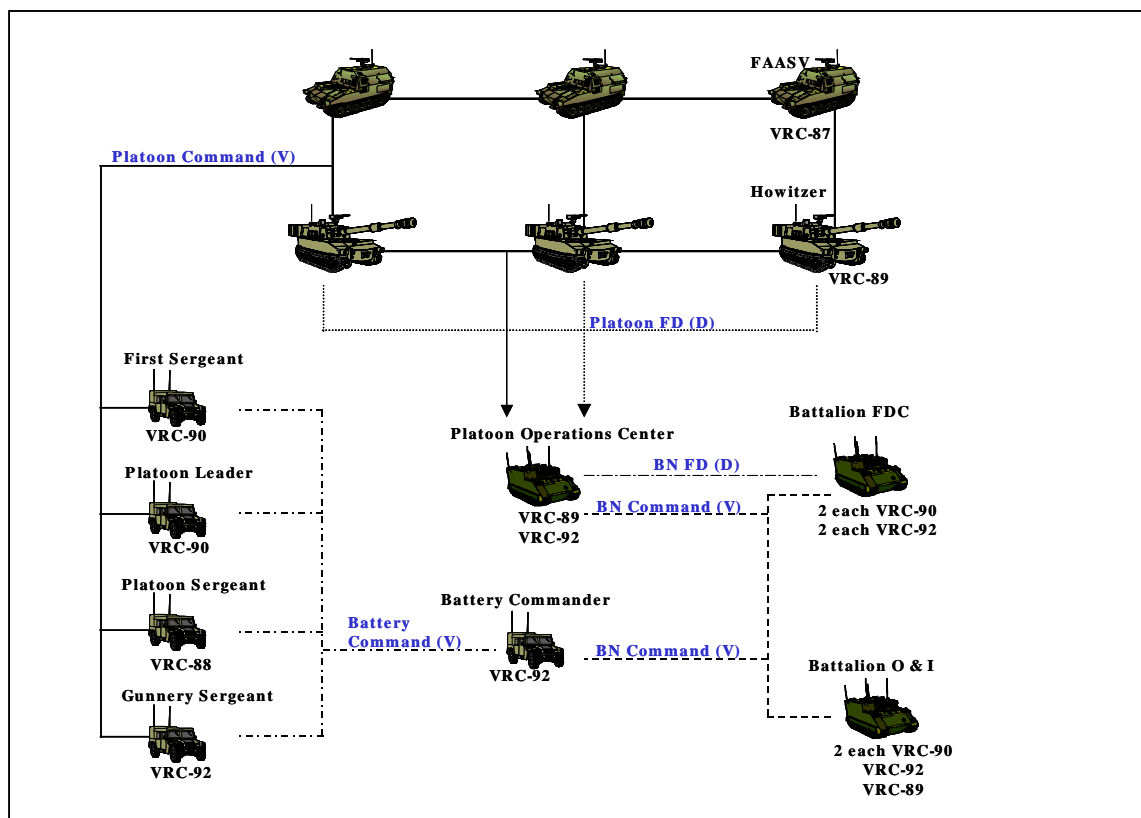 FAASV
VRC-87
Platoon Command (V)
Howitzer
VRC-89
Platoon FD (D)
First Sergeant
VRC-90
Platoon Leader
VRC-90
Platoon Sergeant
VRC-88
Gunnery Sergeant
VRC-92
Battery
Command (V)
Platoon Operations Center
VRC-89
VRC-92
BN FD (D)
BN Command (V)
Battery Commander
VRC-92
BN Command (V)
Battalion FDC
2 each VRC-90
2 each VRC-92
Battalion O & I
2 each VRC-90
VRC-92
VRC-89